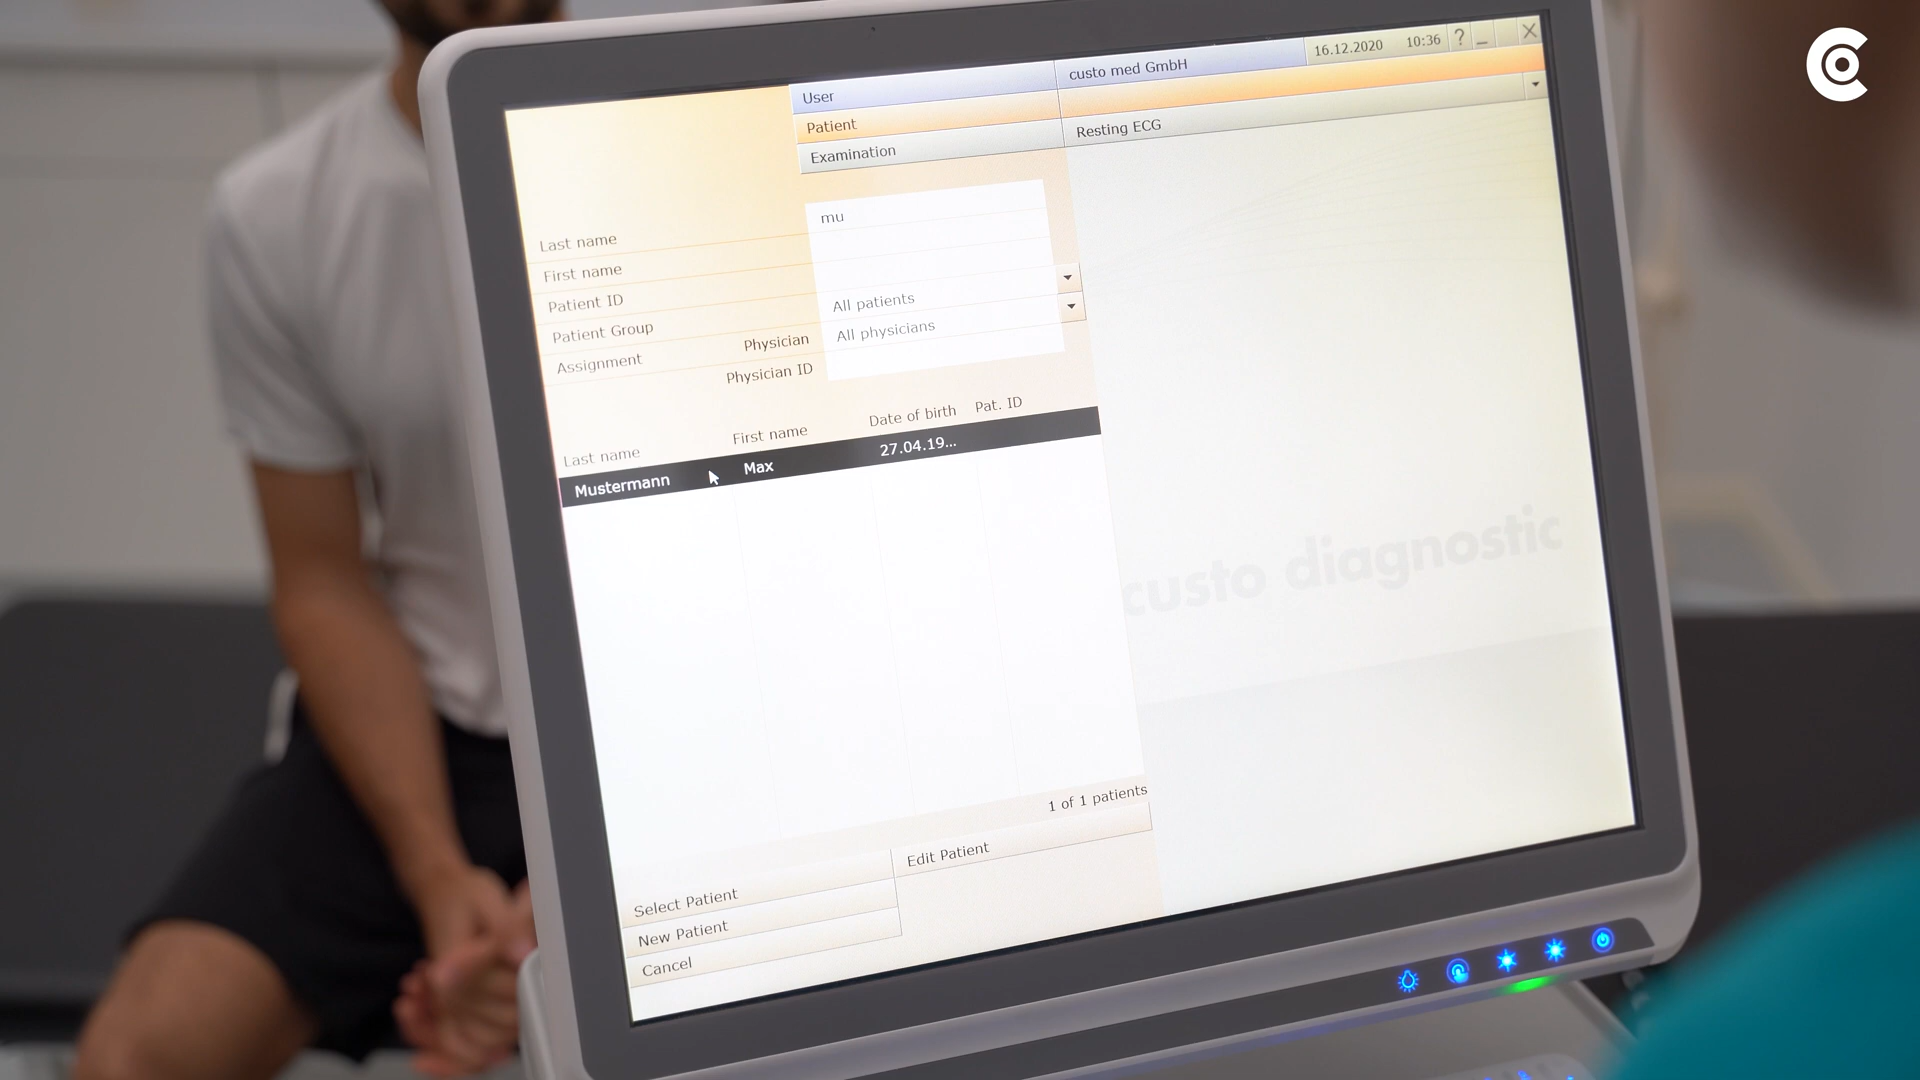 16.12.2020 10:36 ?
User custo med GmbH
Patient
Examination Resting ECG
Last name mu
First name
Patient ID
Patient Group All patients
Assignment Physician All physicians
Physician ID
Last name First name Date of birth Pat. ID
Mustermann Max 27.04.19...
custo diagnostic
1 of 1 patients
Select Patient Edit Patient
New Patient
Cancel